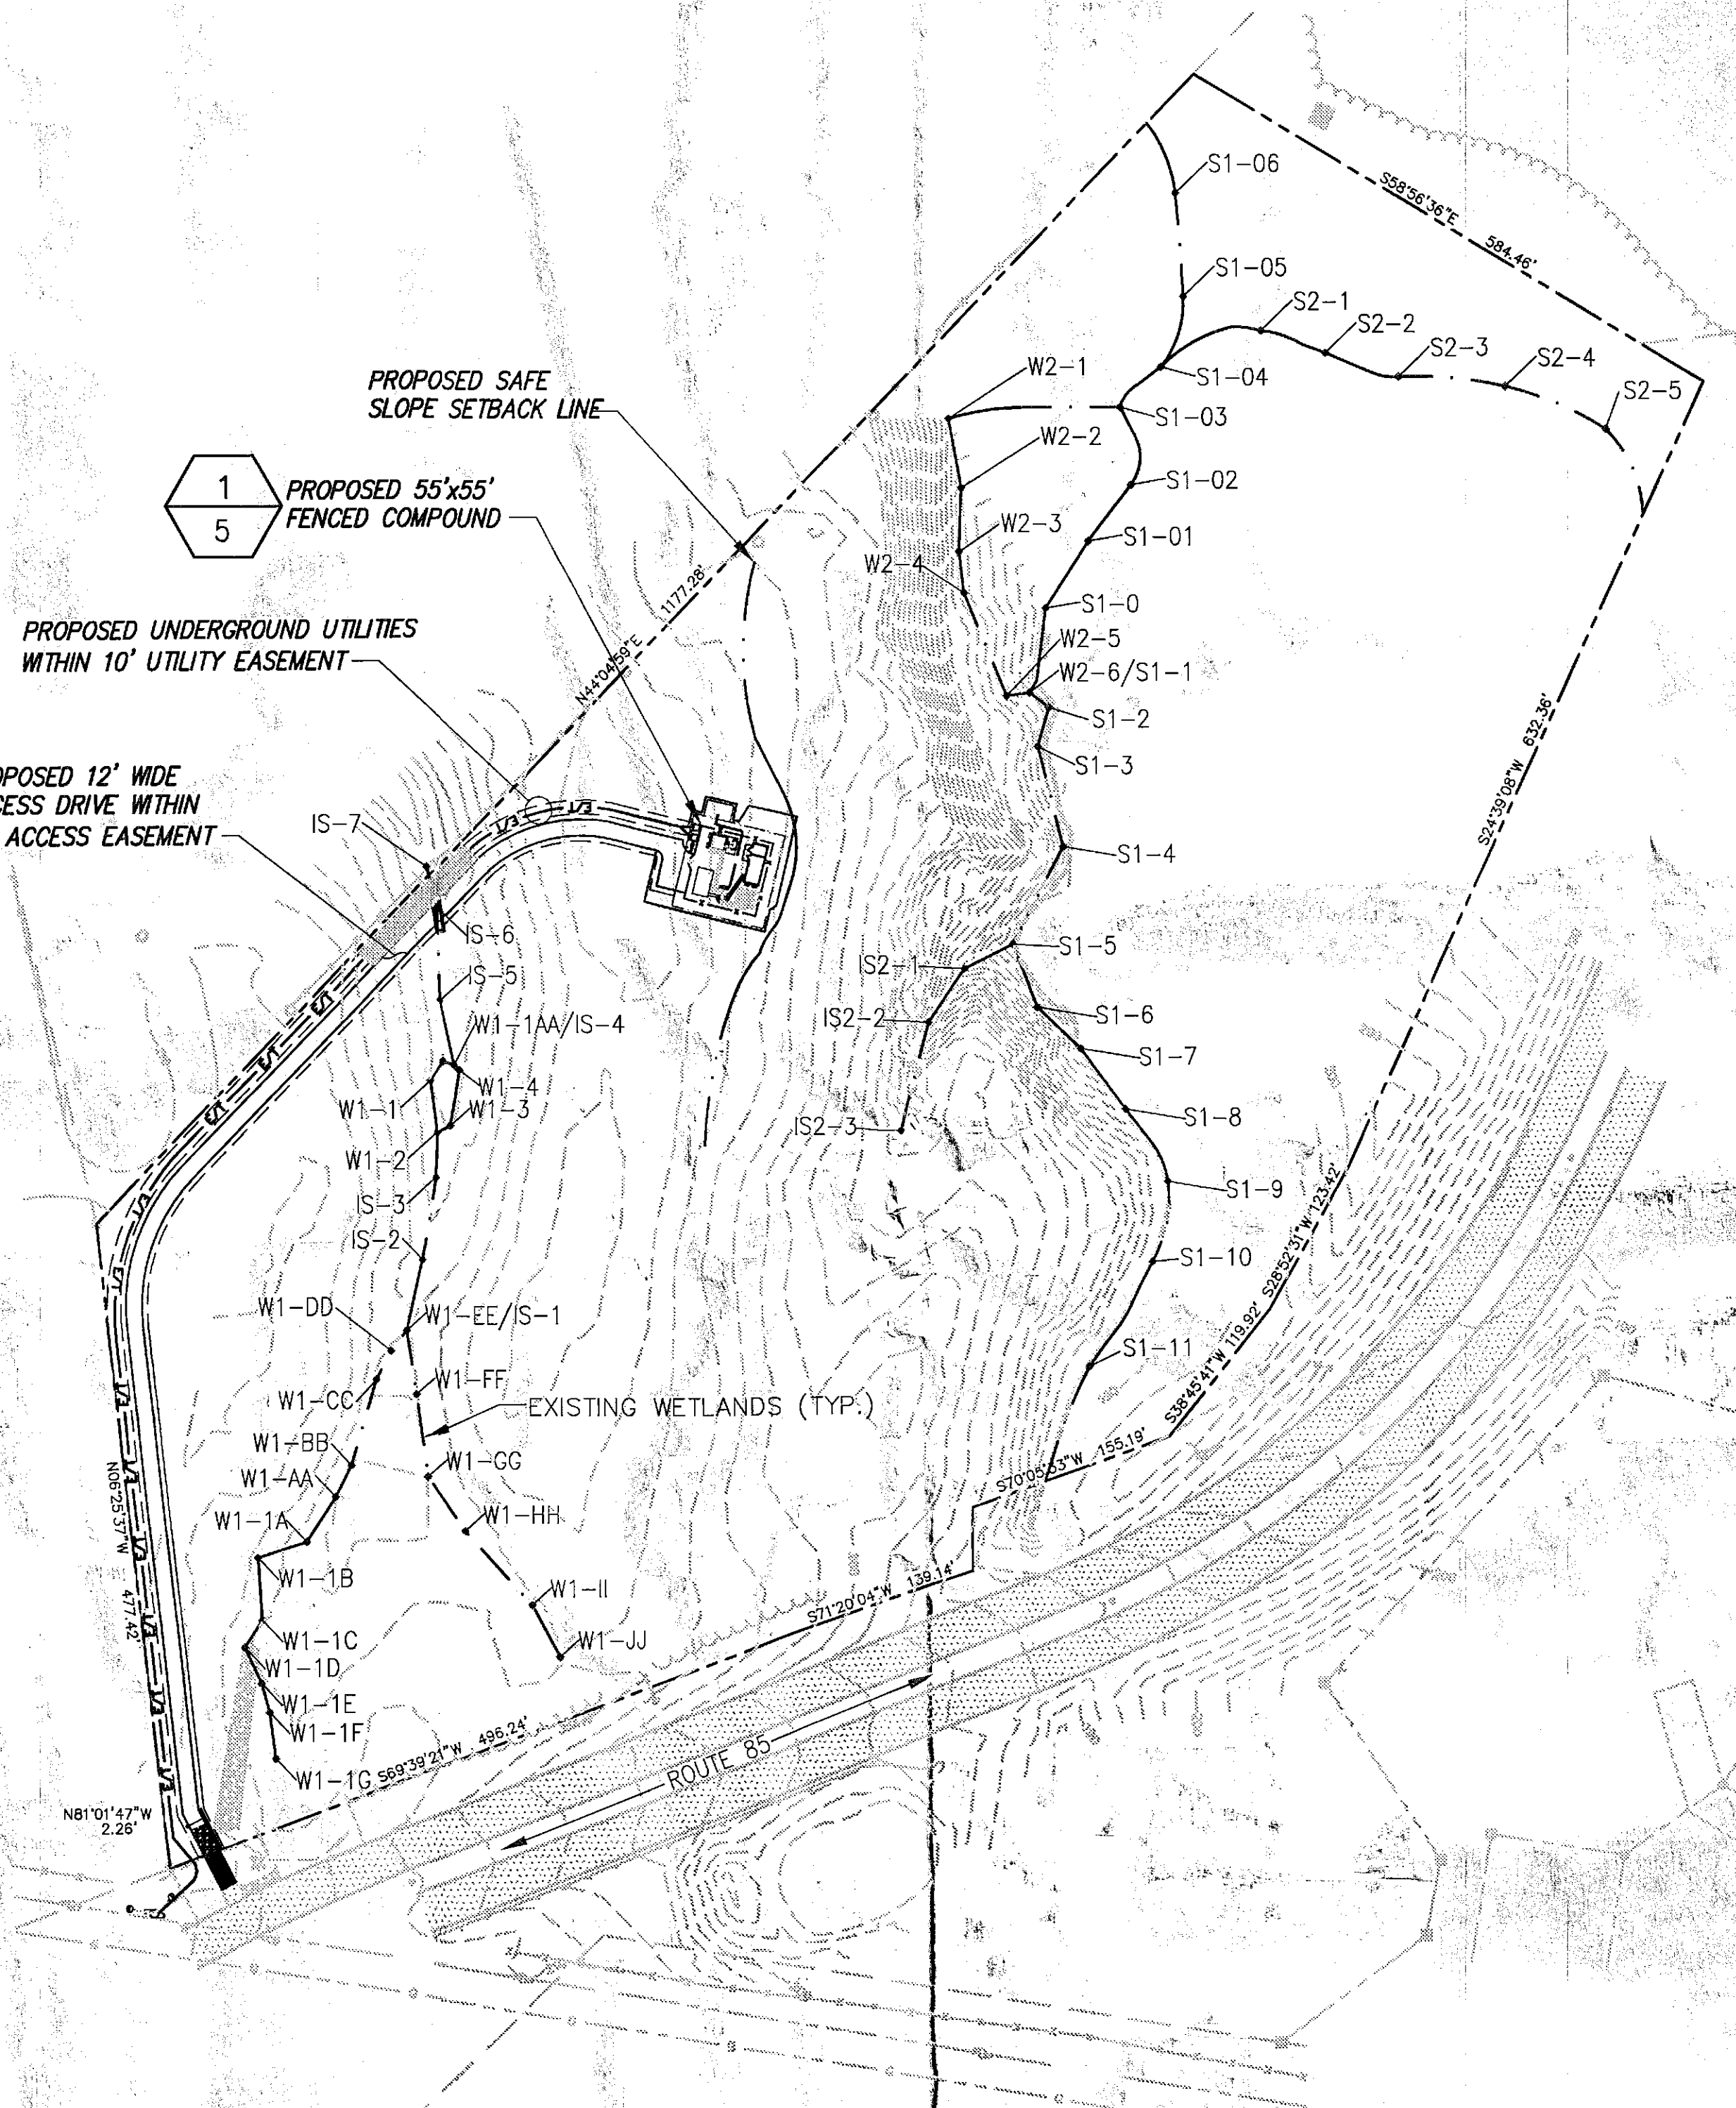 S1-06
S58°56'36"E
584.46'
S1-05
S2-1
S2-2
S2-3
S2-4
S2-5
PROPOSED SAFE
SLOPE SETBACK LINE
W2-1
S1-04
S1-03
W2-2
S1-02
1
5
PROPOSED 55'x55'
FENCED COMPOUND
W2-3
S1-01
W2-4
N44°04'59"E
1177.28'
S1-0
PROPOSED UNDERGROUND UTILITIES
WITHIN 10' UTILITY EASEMENT
W2-5
W2-6/S1-1
S1-2
S1-3
S24°39'08"W 632.36'
OPOSED 12' WIDE
CESS DRIVE WITHIN
ACCESS EASEMENT
IS-7
E/T
E/T
S1-4
IS-6
S1-5
IS-5
IS2-1
S1-6
IS2-2
W1-1AA/IS-4
S1-7
W1-4
W1-1
W1-3
S1-8
IS2-3
W1-2
IS-3
S1-9
S28°52'31"W 123.42'
IS-2
S1-10
W1-DD
W1-EE/IS-1
S1-11
W1-FF
S38°45'41"W 119.92'
W1-CC
EXISTING WETLANDS (TYP.)
W1-BB
W1-GG
W1-AA
S70°05'53"W 155.19'
N06°25'37"W
477.42'
W1-1A
W1-HH
W1-1B
W1-II
S71°20'04"W 139.14'
W1-1C
W1-JJ
W1-1D
W1-1E
W1-1F
W1-1G
S69°39'21"W 496.24'
ROUTE 85
N81°01'47"W
2.26'